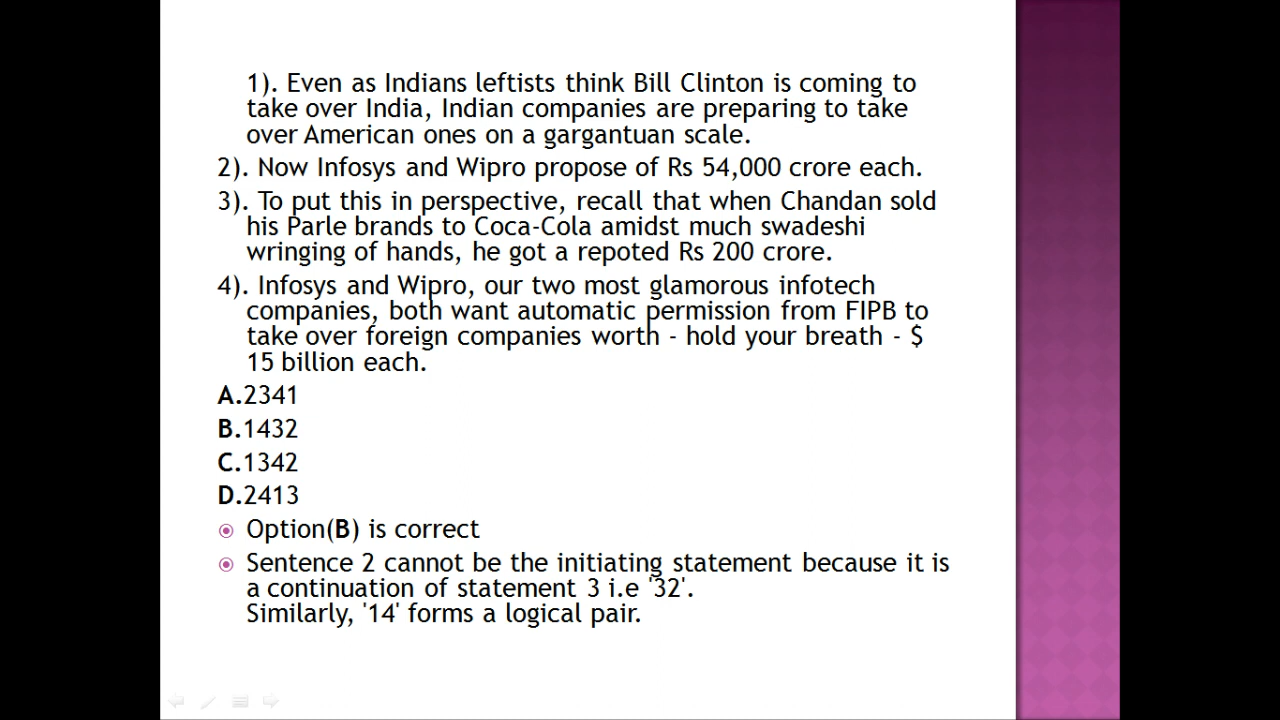 1). Even as Indians leftists think Bill Clinton is coming to
take over India, Indian companies are preparing to take
over American ones on a gargantuan scale.
2). Now Infosys and Wipro propose of Rs 54,000 crore each.
3). To put this in perspective, recall that when Chandan sold
his Parle brands to Coca-Cola amidst much swadeshi
wringing of hands, he got a repoted Rs 200 crore.
4). Infosys and Wipro, our two most glamorous infotech
companies, both want automatic permission from FIPB to
take over foreign companies worth - hold your breath - $
15 billion each.
A.2341
B.1432
C.1342
D.2413
Option(B) is correct
Sentence 2 cannot be the initiating statement because it is
a continuation of statement 3 i.e '32'.
Similarly, '14' forms a logical pair.